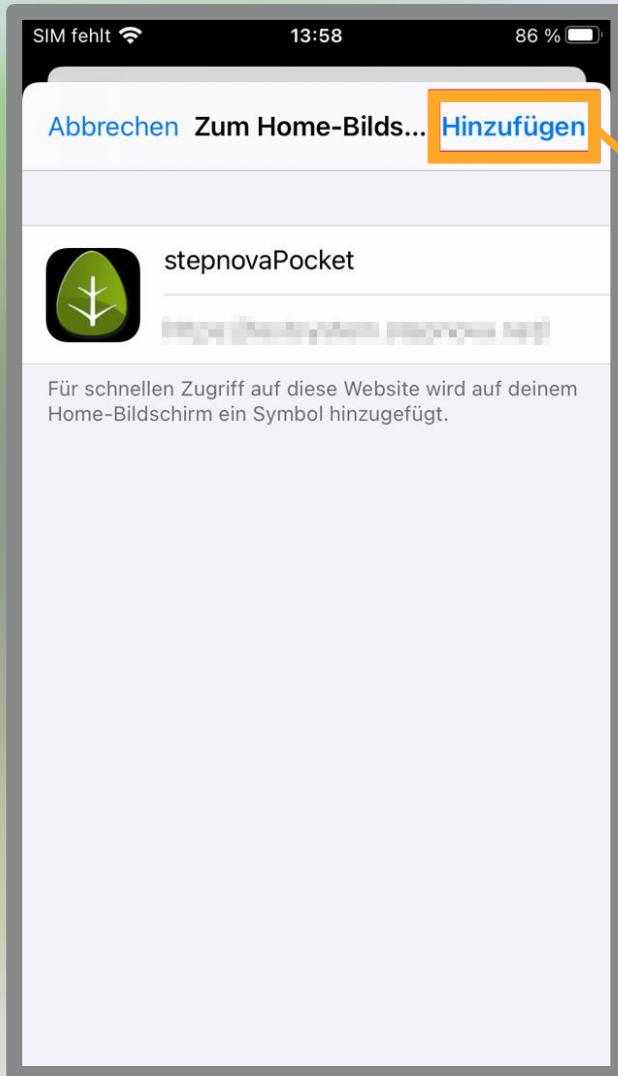 SIM fehlt 13:58 86 %
Abbrechen Zum Home-Bilds... Hinzufügen
stepnovaPocket
Für schnellen Zugriff auf diese Website wird auf deinem
Home-Bildschirm ein Symbol hinzugefügt.